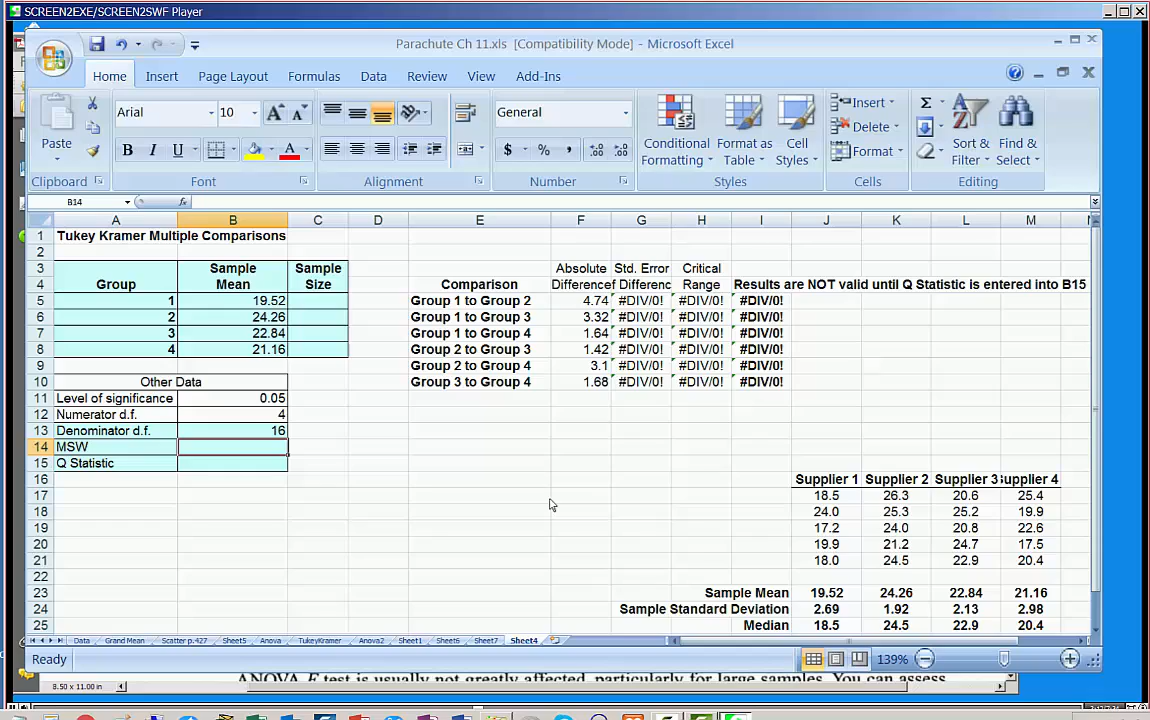 SCREEN2EXE/SCREEN2SWF Player
Parachute Ch 11.xls [Compatibility Mode] - Microsoft Excel
Home Insert Page Layout Formulas Data Review View Add-Ins
Arial 10 General Insert
Paste B I U A $ % , Conditional Formatting Format as Table Cell Styles Delete Format Σ Sort & Filter Find & Select
Clipboard Font Alignment Number Styles Cells Editing
B14 fx
A B C D E F G H I J K L M
1 Tukey Kramer Multiple Comparisons
2
3 Sample Sample Absolute Std. Error Critical
4 Group Mean Size Comparison Difference f Differenc Range Results are NOT valid until Q Statistic is entered into B15
5 1 19.52 Group 1 to Group 2 4.74 #DIV/0! #DIV/0! #DIV/0!
6 2 24.26 Group 1 to Group 3 3.32 #DIV/0! #DIV/0! #DIV/0!
7 3 22.84 Group 1 to Group 4 1.64 #DIV/0! #DIV/0! #DIV/0!
8 4 21.16 Group 2 to Group 3 1.42 #DIV/0! #DIV/0! #DIV/0!
9 Group 2 to Group 4 3.1 #DIV/0! #DIV/0! #DIV/0!
10 Other Data Group 3 to Group 4 1.68 #DIV/0! #DIV/0! #DIV/0!
11 Level of significance 0.05
12 Numerator d.f. 4
13 Denominator d.f. 16
14 MSW
15 Q Statistic
16 Supplier 1 Supplier 2 Supplier 3 upplier 4
17 18.5 26.3 20.6 25.4
18 24.0 25.3 25.2 19.9
19 17.2 24.0 20.8 22.6
20 19.9 21.2 24.7 17.5
21 18.0 24.5 22.9 20.4
22
23 Sample Mean 19.52 24.26 22.84 21.16
24 Sample Standard Deviation 2.69 1.92 2.13 2.98
25 Median 18.5 24.5 22.9 20.4
Data Grand Mean Scatter p.427 Sheet5 Anova TukeyKramer Anova2 Sheet1 Sheet6 Sheet7 Sheet4
Ready 139%
ANOVA F test is usually not greatly affected, particularly for large samples. You can assess
8.50 x 11.00 in